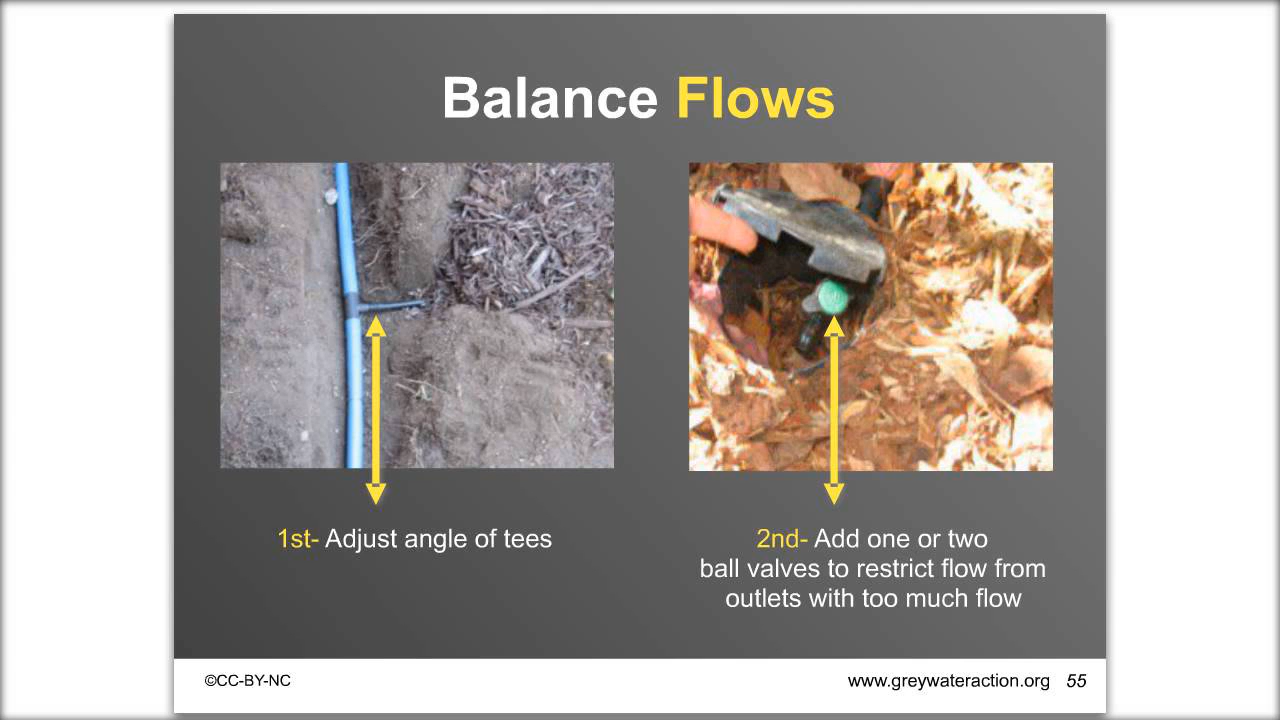 Balance Flows
1st- Adjust angle of tees
2nd- Add one or two
ball valves to restrict flow from
outlets with too much flow
©CC-BY-NC
www.greywateraction.org 55